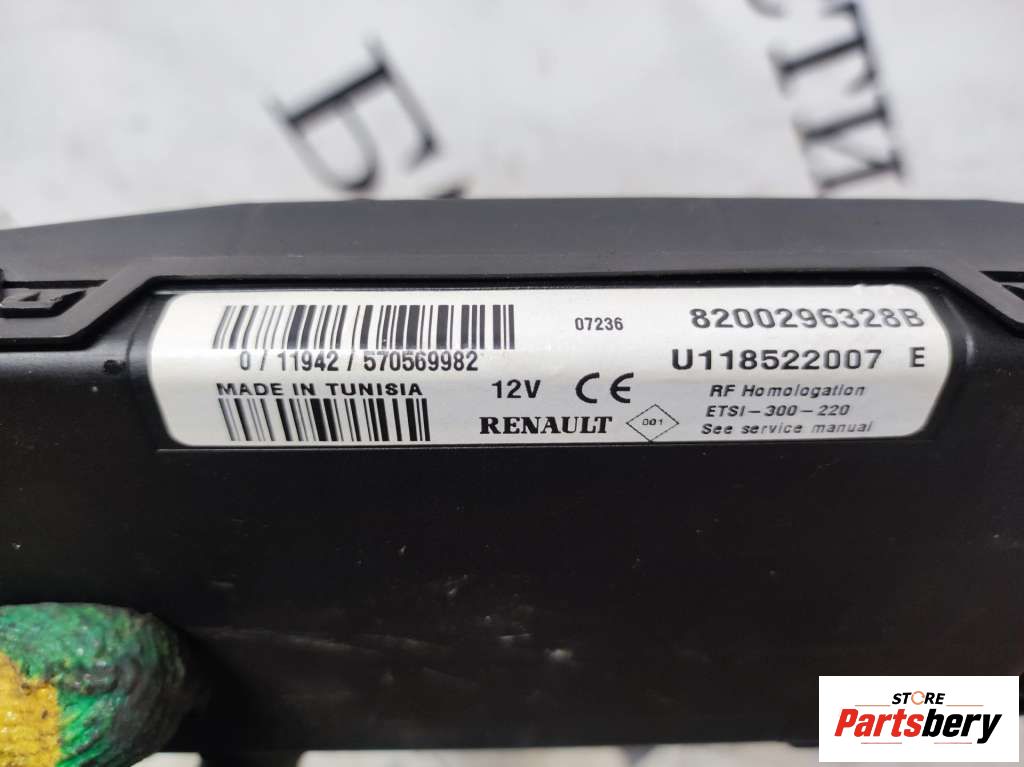 СТИ
0 / 11942 / 570569982
07236
8200296328B
U118522007 E
MADE IN TUNISIA
12V
CE
RF Homologation
ETSI-300-220
See service manual
RENAULT
001
STORE
Partsbery